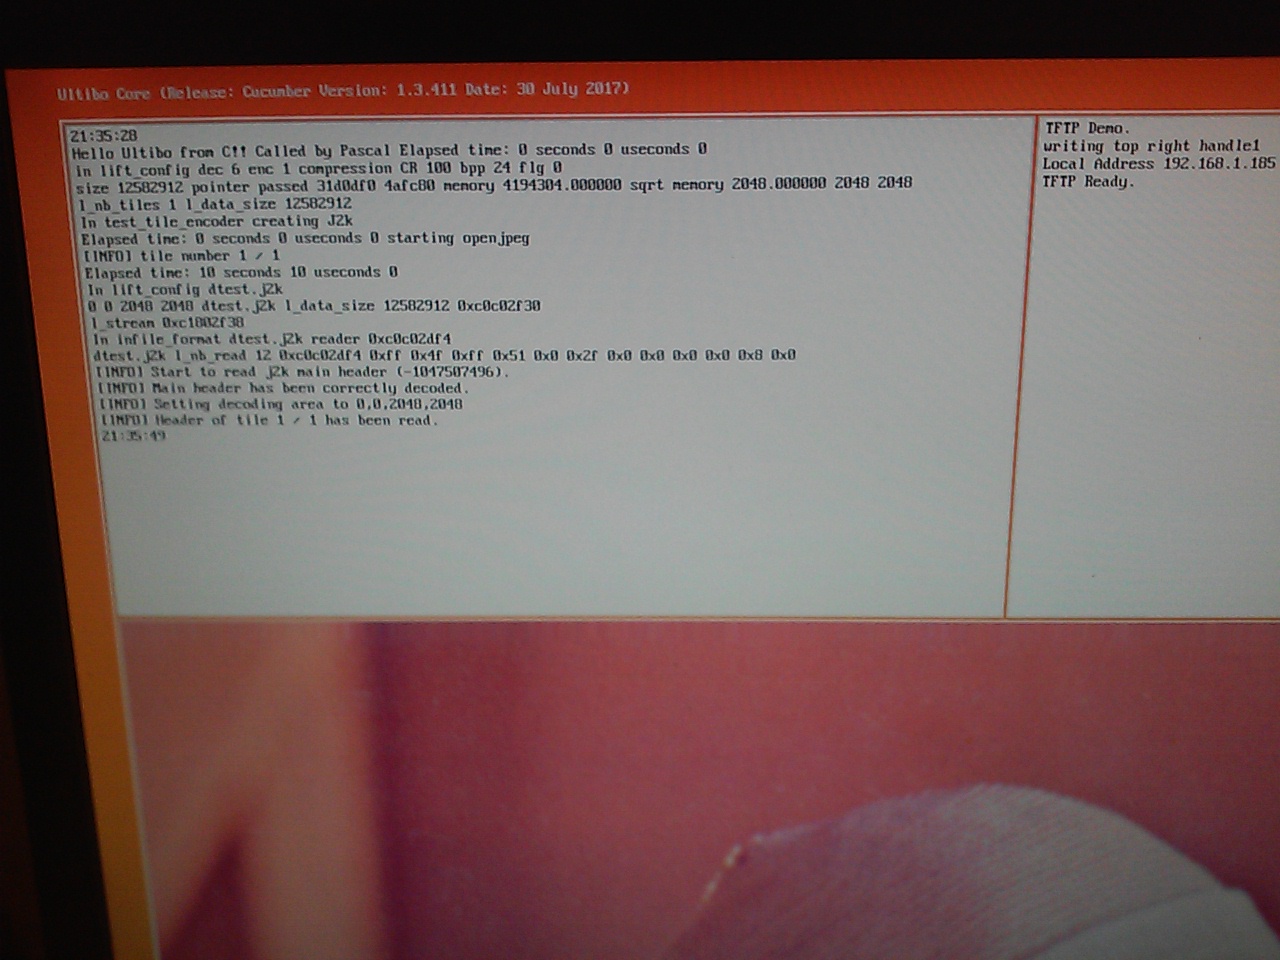 Ultibo Core (Release: Cucumber Version: 1.3.411 Date: 30 July 2017)
21:35:28
Hello Ultibo from C!! Called by Pascal Elapsed time: 0 seconds 0 useconds 0
In lift_config dec 6 enc 1 compression CR 100 bpp 24 flg 0
size 12582912 pointer passed 31d0df0 4afc80 memory 4194304.000000 sqrt memory 2048.000000 2048 2048
l_nb_tiles 1 l_data_size 12582912
In test_tile_encoder creating J2k
Elapsed time: 0 seconds 0 useconds 0 starting openjpeg
[INFO] tile number 1 / 1
Elapsed time: 10 seconds 10 useconds 0
In lift_config dtest.j2k
0 0 2048 2048 dtest.j2k l_data_size 12582912 0xc0c02f30
l_stream 0xc1802f38
In infile_format dtest.j2k reader 0xc0c02df4
dtest.j2k l_nb_read 12 0xc0c02df4 0xff 0x4f 0xff 0x51 0x0 0x2f 0x0 0x0 0x0 0x0 0x8 0x0
[INFO] Start to read j2k main header (-1047507496).
[INFO] Main header has been correctly decoded.
[INFO] Setting decoding area to 0,0,2048,2048
[INFO] Header of tile 1 / 1 has been read.
21:35:49
TFTP Demo.
writing top right handle1
Local Address 192.168.1.185
TFTP Ready.